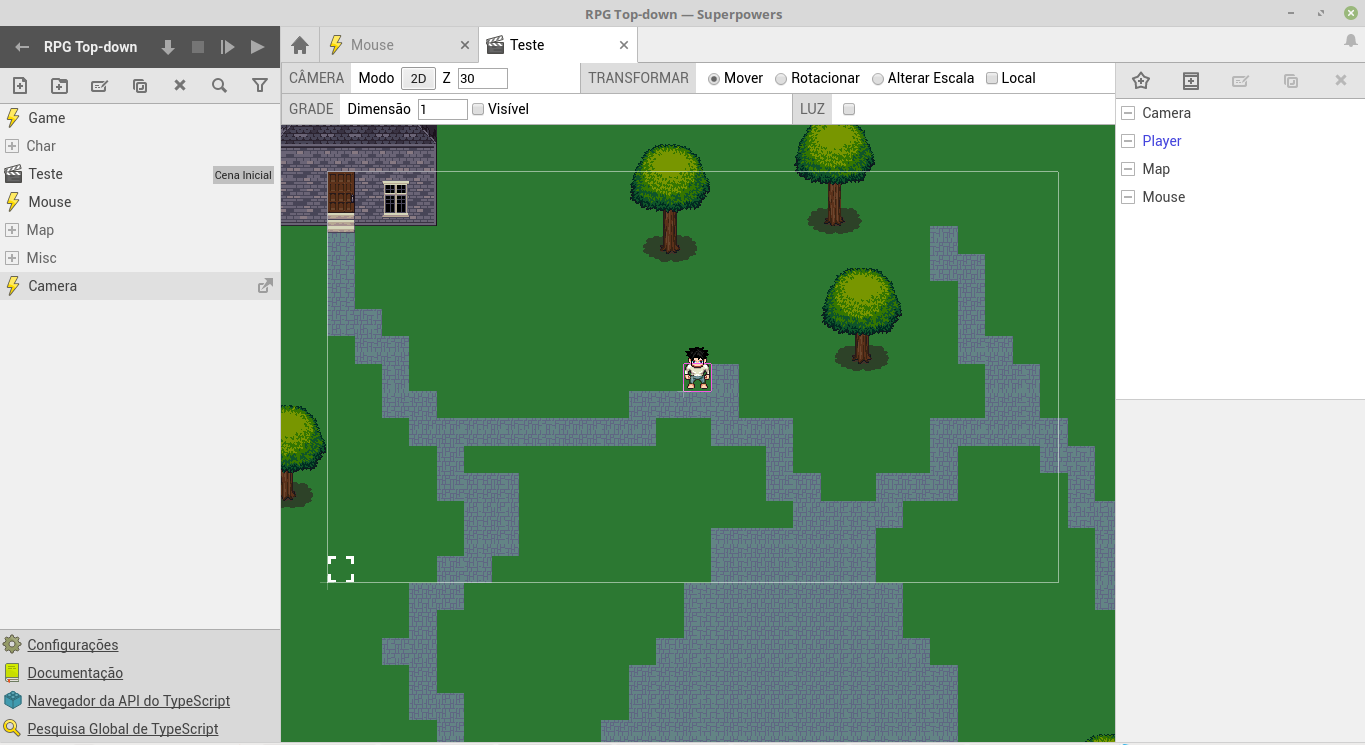 RPG Top-down — Superpowers
RPG Top-down
Mouse
Teste
CÂMERA Modo 2D Z 30
TRANSFORMAR Mover Rotacionar Alterar Escala Local
GRADE Dimensão 1 Visível
LUZ
Game
Char
Teste Cena Inicial
Mouse
Map
Misc
Camera
Configurações
Documentação
Navegador da API do TypeScript
Pesquisa Global de TypeScript
Camera
Player
Map
Mouse